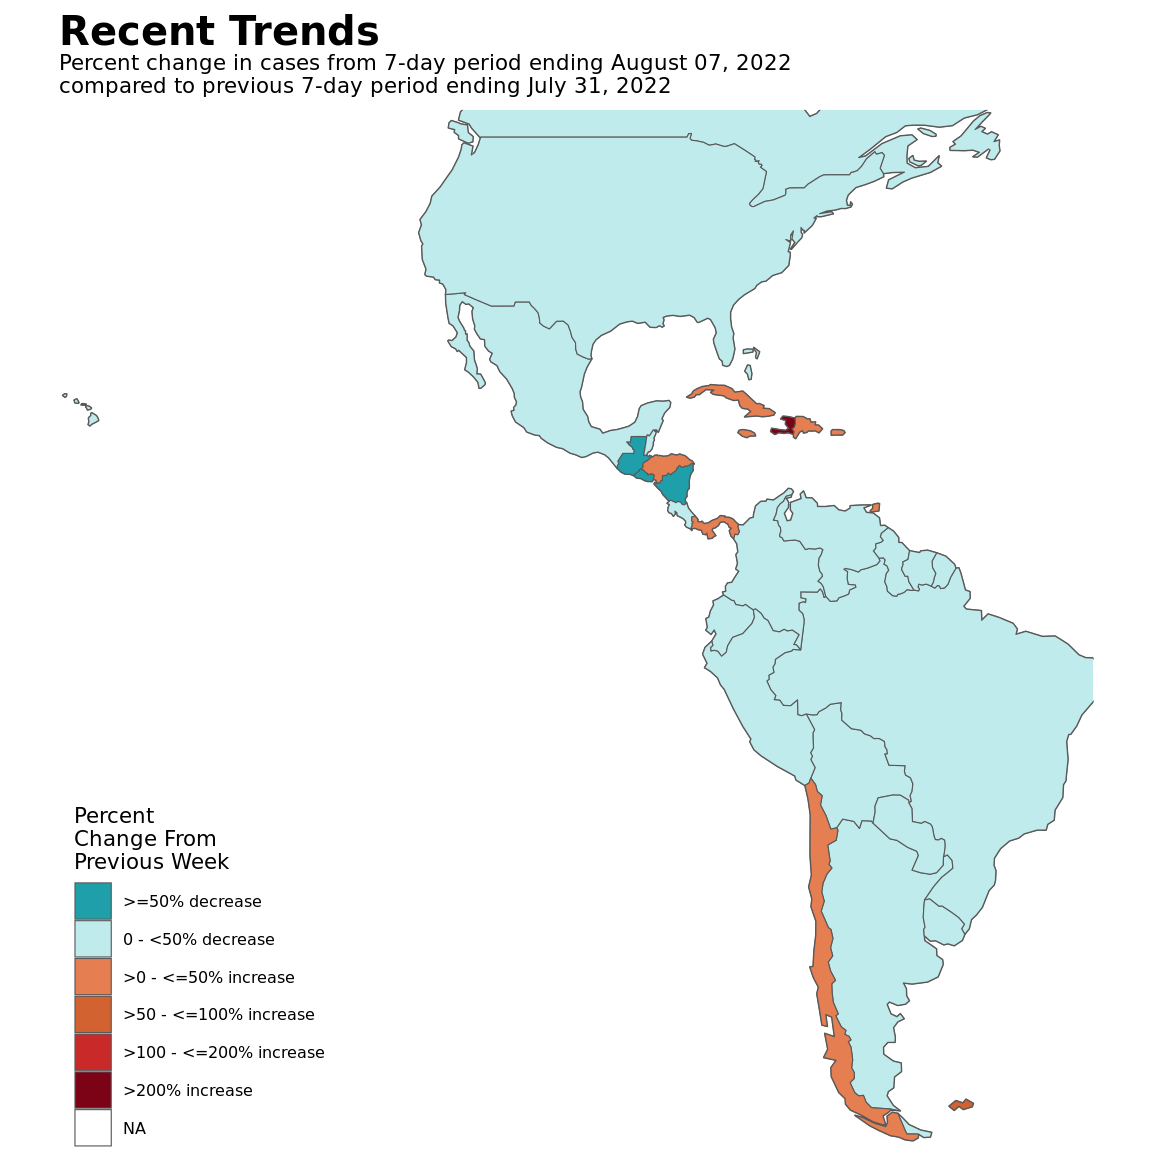 Recent Trends
Percent change in cases from 7-day period ending August 07, 2022
compared to previous 7-day period ending July 31, 2022
Percent
Change From
Previous Week
>=50% decrease
0 - <50% decrease
>0 - <=50% increase
>50 - <=100% increase
>100 - <=200% increase
>200% increase
NA